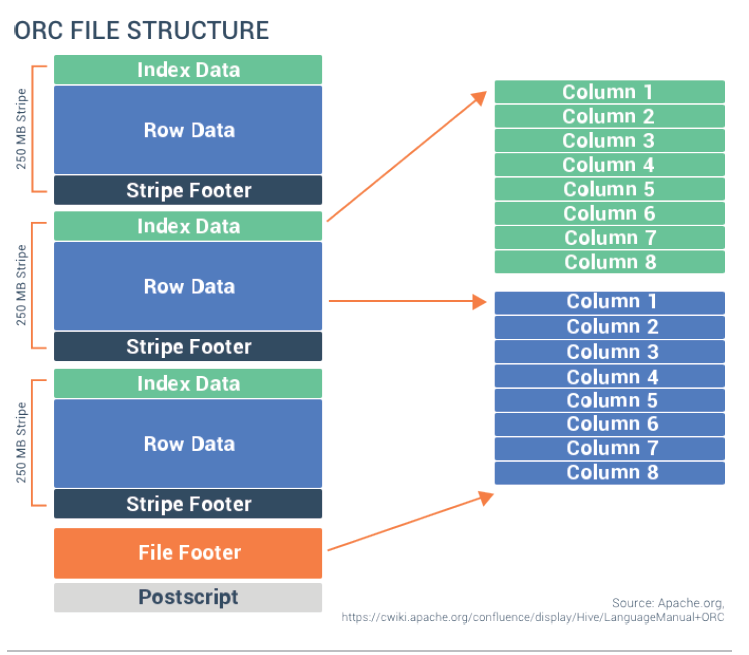 ORC FILE STRUCTURE
250 MB Stripe
Index Data
Row Data
Stripe Footer
250 MB Stripe
Index Data
Row Data
Stripe Footer
250 MB Stripe
Index Data
Row Data
Stripe Footer
File Footer
Postscript
Column 1
Column 2
Column 3
Column 4
Column 5
Column 6
Column 7
Column 8
Column 1
Column 2
Column 3
Column 4
Column 5
Column 6
Column 7
Column 8
Source: Apache.org,
https://cwiki.apache.org/confluence/display/Hive/LanguageManual+ORC